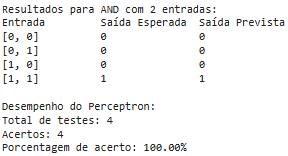 Resultados para AND com 2 entradas:
Entrada Saída Esperada Saída Prevista
[0, 0] 0 0
[0, 1] 0 0
[1, 0] 0 0
[1, 1] 1 1
Desempenho do Perceptron:
Total de testes: 4
Acertos: 4
Porcentagem de acerto: 100.00%